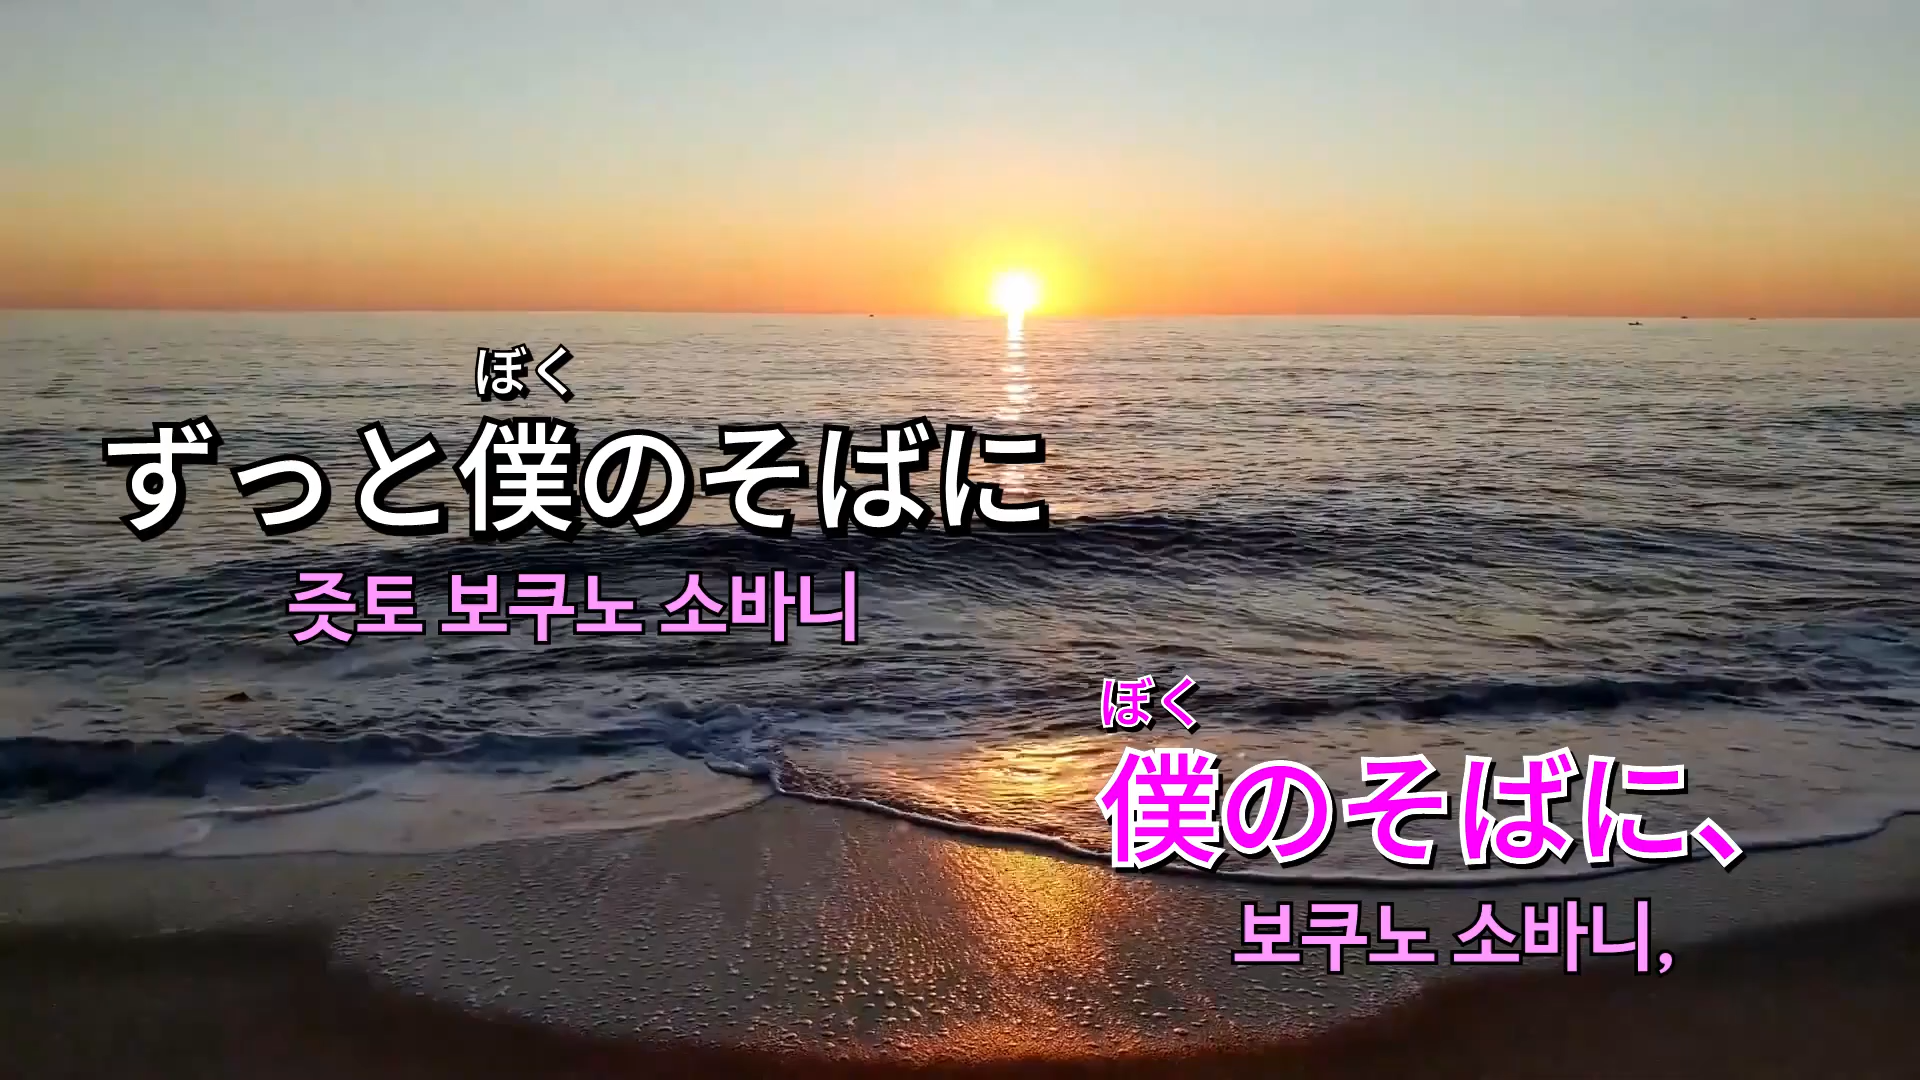 ぼく
ずっと僕のそばに
즛토 보쿠노 소바니
ぼく
僕のそばに、
보쿠노 소바니,